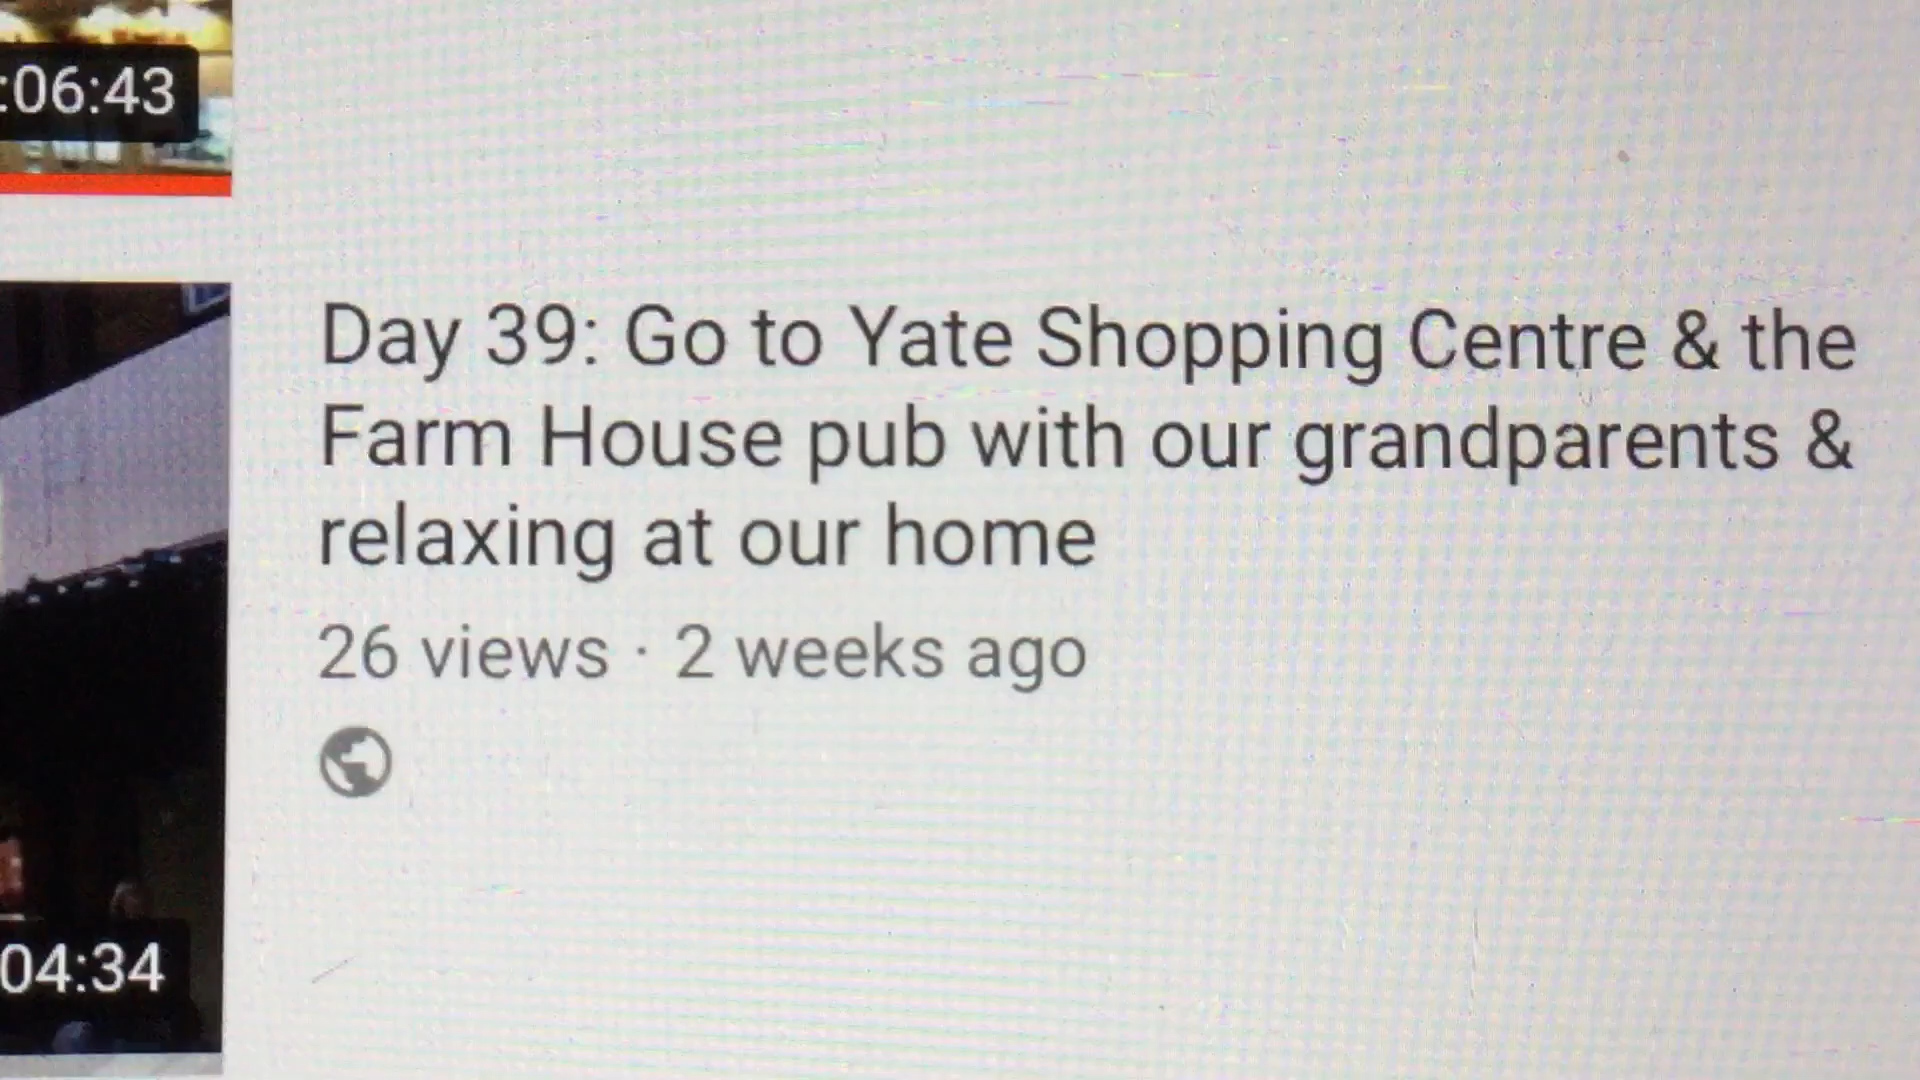 :06:43
Day 39: Go to Yate Shopping Centre & the
Farm House pub with our grandparents &
relaxing at our home
26 views · 2 weeks ago
04:34